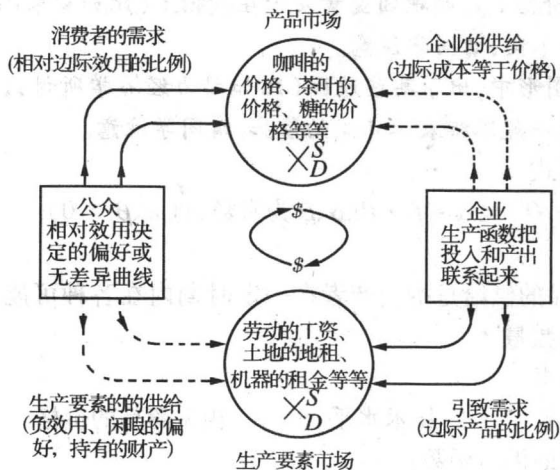 产品市场
消费者的需求
(相对边际效用的比例)
企业的供给
(边际成本等于价格)
咖啡的
价格、茶叶的
价格、糖的价
格等等
S
D
公众
相对效用决
定的偏好或
无差异曲线
$
$
企业
生产函数把
投入和产出
联系起来
劳动的工资、
土地的地租、
机器的租金等等
S
D
生产要素的的供给
(负效用、闲暇的偏
好，持有的财产)
引致需求
(边际产品的比例)
生产要素市场